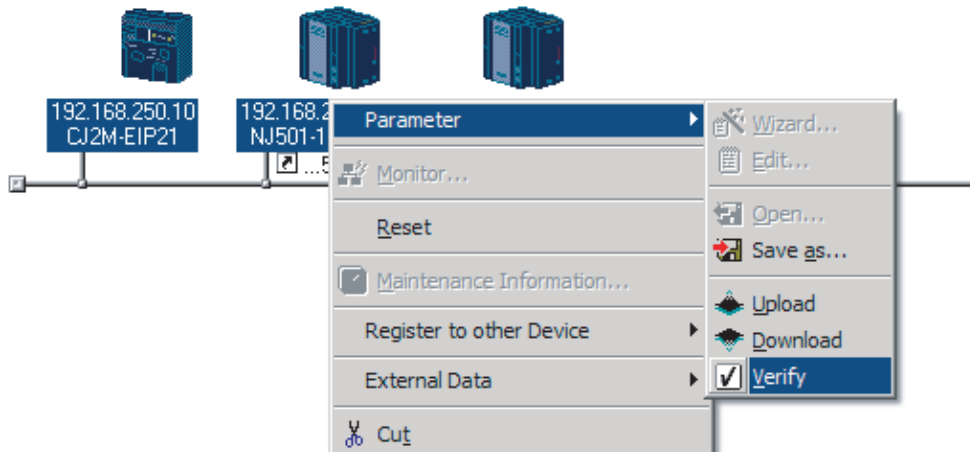 192.168.250.10
CJ2M-EIP21
192.168.2
NJ501-1
...5
Parameter
Monitor...
Reset
Maintenance Information...
Register to other Device
External Data
Cut
Wizard...
Edit...
Open...
Save as...
Upload
Download
Verify